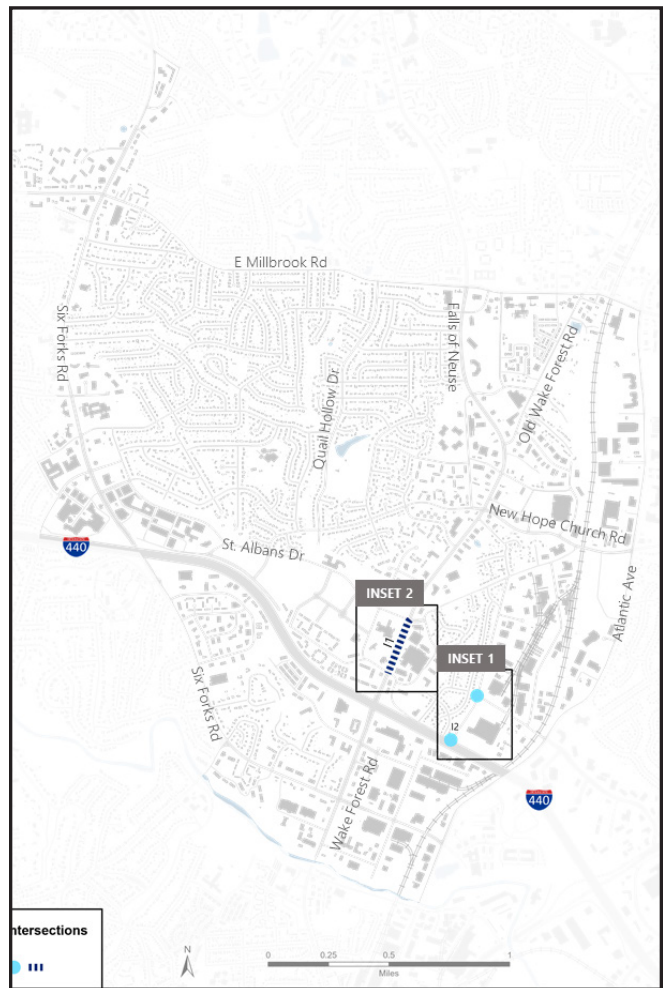 E Millbrook Rd
Six Forks Rd
Falls of Neuse
Old Wake Forest Rd
Quail Hollow Dr
New Hope Church Rd
440
St. Albans Dr
Atlantic Ave
INSET 2
I1
INSET 1
Six Forks Rd
I2
Wake Forest Rd
440
ntersections
N
0 0.25 0.5 1
Miles